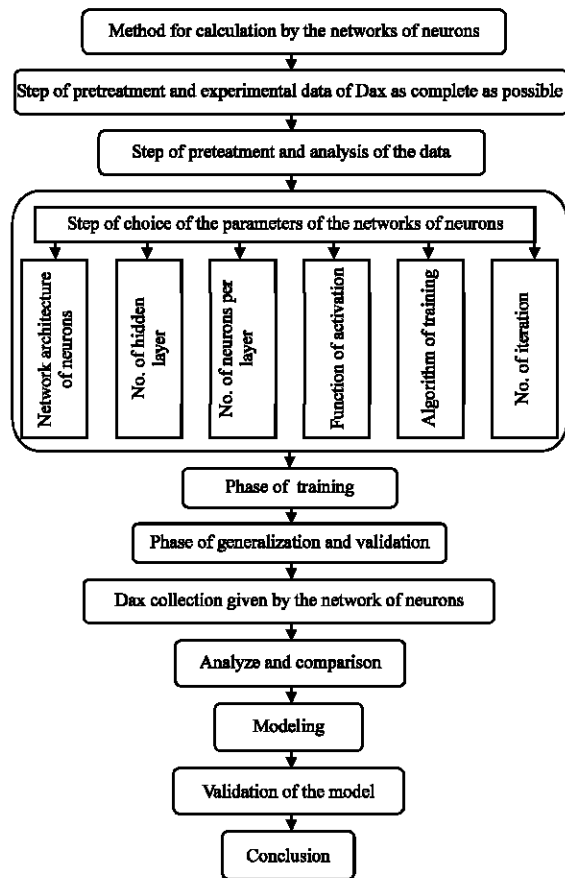 Method for calculation by the networks of neurons
Step of pretreatment and experimental data of Dax as complete as possible
Step of preteatment and analysis of the data
Step of choice of the parameters of the networks of neurons
Network architecture
of neurons
No. of hidden
layer
No. of neurons per
layer
Function of activation
Algorithm of training
No. of iteration
Phase of training
Phase of generalization and validation
Dax collection given by the network of neurons
Analyze and comparison
Modeling
Validation of the model
Conclusion